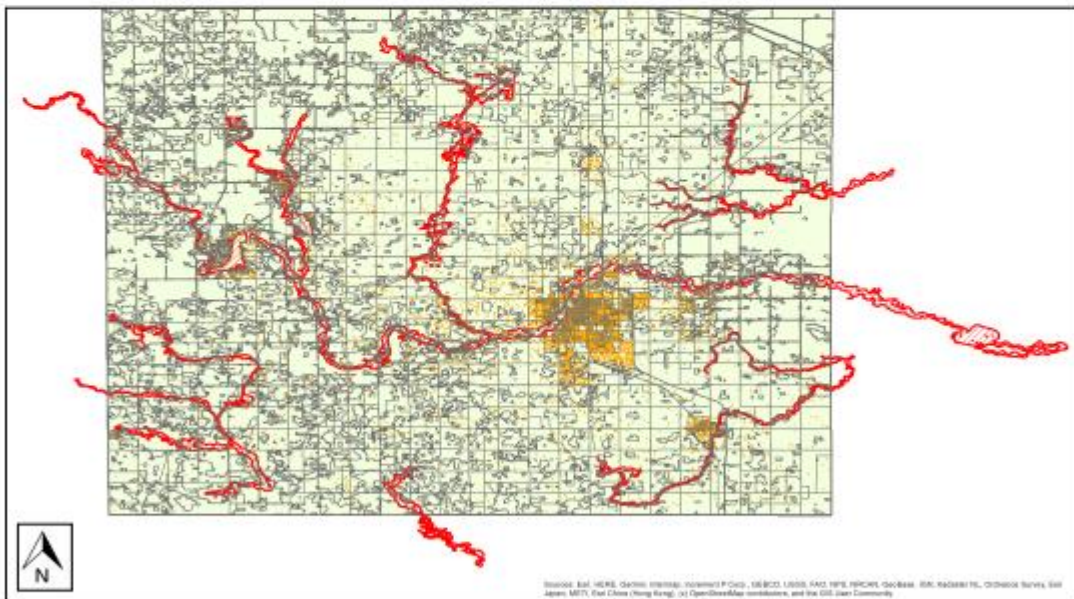 N
Sources: Esri, HERE, Garmin, Intermap, increment P Corp., GEBCO, USGS, FAO, NPS, NRCAN, GeoBase, IGN, Kadaster NL, Ordnance Survey, Esri
Japan, METI, Esri China (Hong Kong), (c) OpenStreetMap contributors, and the GIS User Community